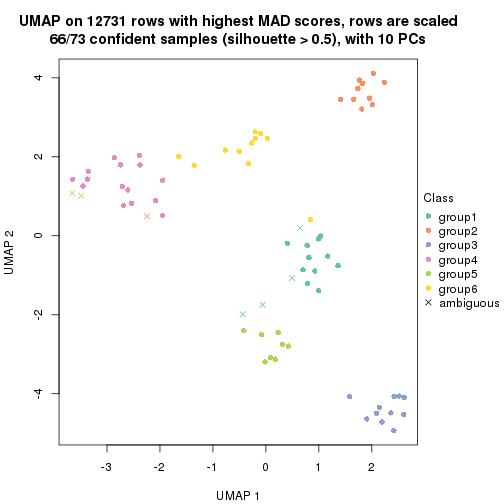 UMAP on 12731 rows with highest MAD scores, rows are scaled
66/73 confident samples (silhouette > 0.5), with 10 PCs
4
2
0
-2
-4
UMAP 2
-3
-2
-1
0
1
2
UMAP 1
Class
group1
group2
group3
group4
group5
group6
ambiguous